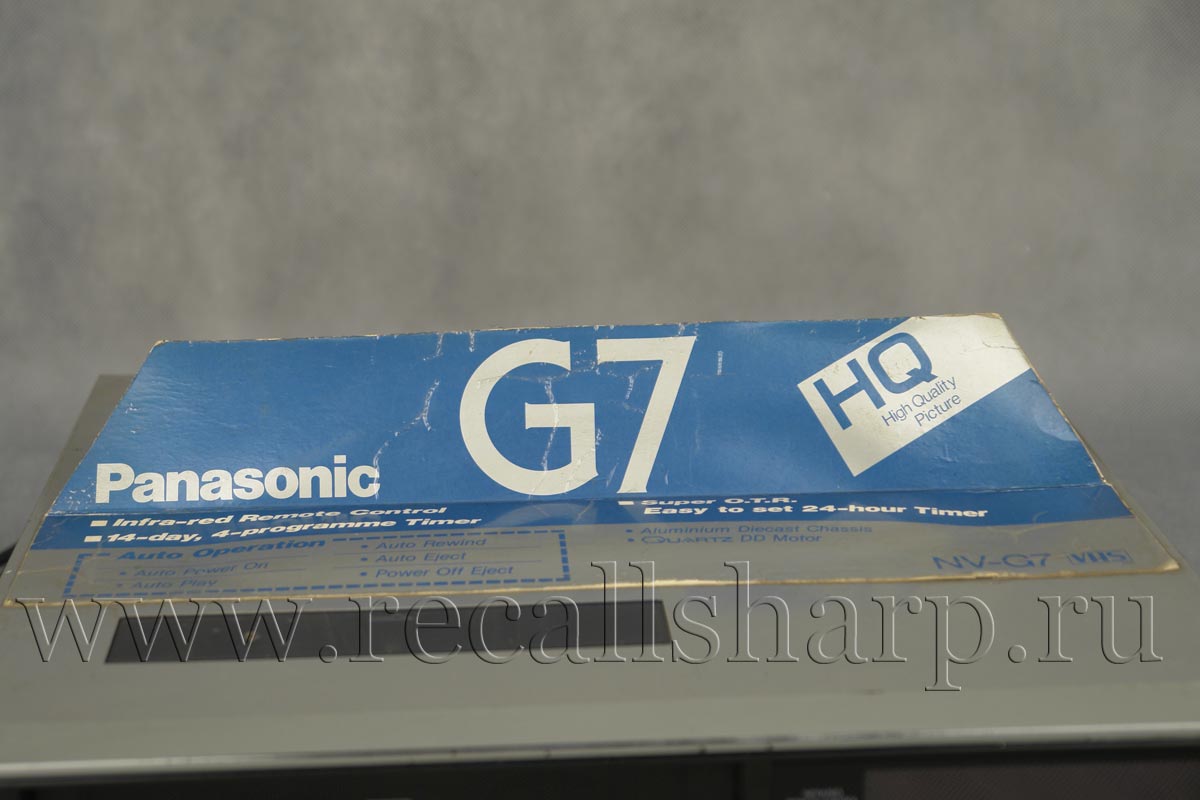 G7
HQ
High Quality
Picture
Panasonic
■ Infra-red Remote Control
■ 14-day, 4-programme Timer
■ Super O.T.R.
Easy to set 24-hour Timer
Auto Operation
• Auto Power On
• Auto Play
• Auto Rewind
• Auto Eject
• Power Off Eject
• Aluminium Diecast Chassis
• QUARTZ DD Motor
NV-G7 VHS
www.recallsharp.ru